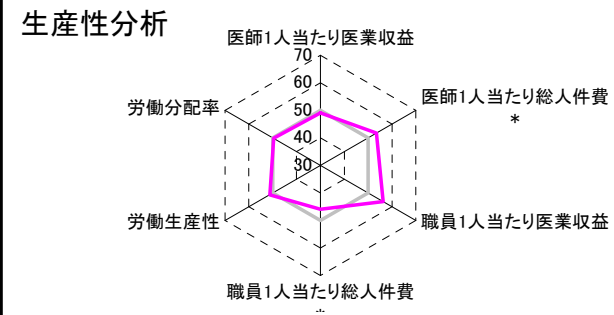 生産性分析
医師1人当たり医業収益
70
60
50
40
30
医師1人当たり総人件費
*
職員1人当たり医業収益
職員1人当たり総人件費
*
労働生産性
労働分配率